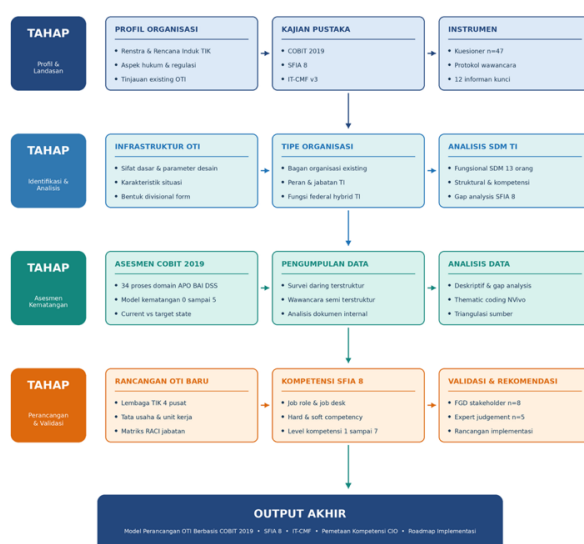 TAHAP
Profil &
Landasan
PROFIL ORGANISASI
• Renstra & Rencana Induk TIK
• Aspek hukum & regulasi
• Tinjauan existing OTI
KAJIAN PUSTAKA
• COBIT 2019
• SFIA 8
• IT-CMF v3
INSTRUMEN
• Kuesioner n=47
• Protokol wawancara
• 12 informan kunci
TAHAP
Identifikasi &
Analisis
INFRASTRUKTUR OTI
• Sifat dasar & parameter desain
• Karakteristik situasi
• Bentuk divisional form
TIPE ORGANISASI
• Bagan organisasi existing
• Peran & jabatan TI
• Fungsi federal hybrid TI
ANALISIS SDM TI
• Fungsional SDM 13 orang
• Struktural & kompetensi
• Gap analysis SFIA 8
TAHAP
Asesmen
Kematangan
ASESMEN COBIT 2019
• 34 proses domain APO BAI DSS
• Model kematangan 0 sampai 5
• Current vs target state
PENGUMPULAN DATA
• Survei daring terstruktur
• Wawancara semi terstruktur
• Analisis dokumen internal
ANALISIS DATA
• Deskriptif & gap analysis
• Thematic coding NVivo
• Triangulasi sumber
TAHAP
Perancangan
& Validasi
RANCANGAN OTI BARU
• Lembaga TIK 4 pusat
• Tata usaha & unit kerja
• Matriks RACI jabatan
KOMPETENSI SFIA 8
• Job role & job desk
• Hard & soft competency
• Level kompetensi 1 sampai 7
VALIDASI & REKOMENDASI
• FGD stakeholder n=8
• Expert judgement n=5
• Rancangan implementasi
OUTPUT AKHIR
Model Perancangan OTI Berbasis COBIT 2019 • SFIA 8 • IT-CMF • Pemetaan Kompetensi CIO • Roadmap Implementasi